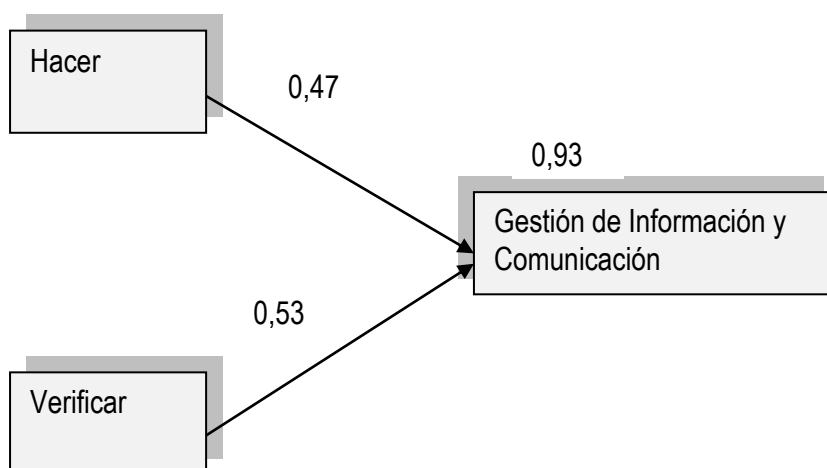 Hacer
0,47
0,93
Gestión de Información y
Comunicación
0,53
Verificar